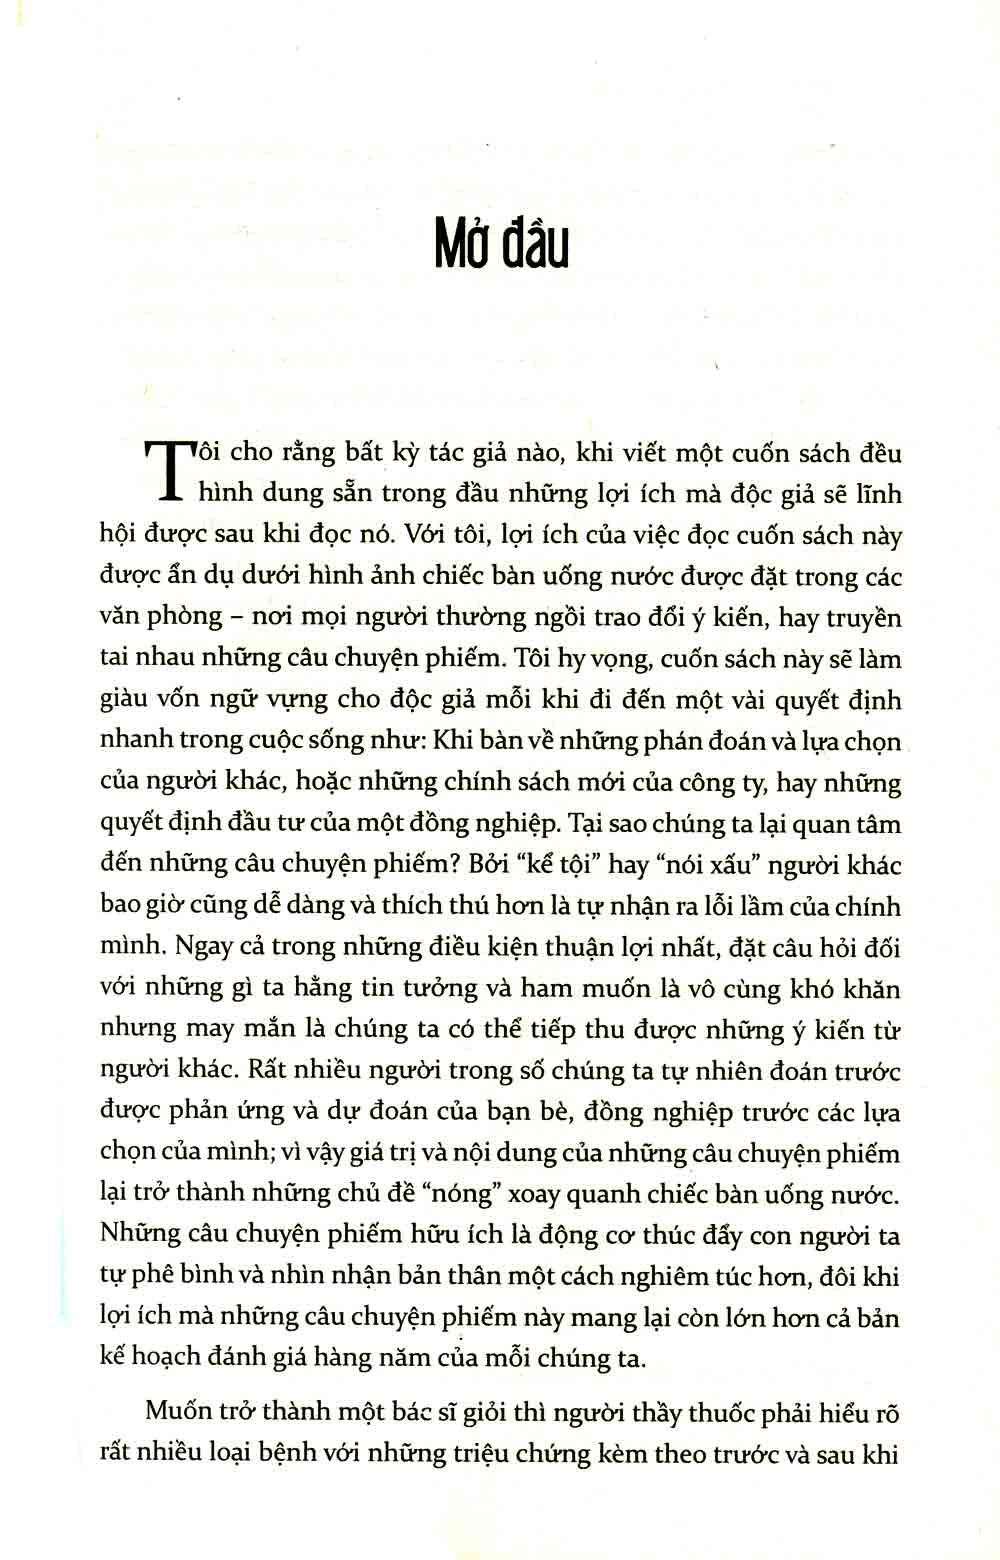 Mở đầu
Tôi cho rằng bất kỳ tác giả nào, khi viết một cuốn sách đều
hình dung sẵn trong đầu những lợi ích mà độc giả sẽ lĩnh
hội được sau khi đọc nó. Với tôi, lợi ích của việc đọc cuốn sách này
được ẩn dụ dưới hình ảnh chiếc bàn uống nước được đặt trong các
văn phòng – nơi mọi người thường ngồi trao đổi ý kiến, hay truyền
tai nhau những câu chuyện phiếm. Tôi hy vọng, cuốn sách này sẽ làm
giàu vốn ngữ vựng cho độc giả mỗi khi đi đến một vài quyết định
nhanh trong cuộc sống như: Khi bàn về những phán đoán và lựa chọn
của người khác, hoặc những chính sách mới của công ty, hay những
quyết định đầu tư của một đồng nghiệp. Tại sao chúng ta lại quan tâm
đến những câu chuyện phiếm? Bởi “kể tội” hay “nói xấu” người khác
bao giờ cũng dễ dàng và thích thú hơn là tự nhận ra lỗi lầm của chính
mình. Ngay cả trong những điều kiện thuận lợi nhất, đặt câu hỏi đối
với những gì ta hằng tin tưởng và ham muốn là vô cùng khó khăn
nhưng may mắn là chúng ta có thể tiếp thu được những ý kiến từ
người khác. Rất nhiều người trong số chúng ta tự nhiên đoán trước
được phản ứng và dự đoán của bạn bè, đồng nghiệp trước các lựa
chọn của mình; vì vậy giá trị và nội dung của những câu chuyện phiếm
lại trở thành những chủ đề “nóng” xoay quanh chiếc bàn uống nước.
Những câu chuyện phiếm hữu ích là động cơ thúc đẩy con người ta
tự phê bình và nhìn nhận bản thân một cách nghiêm túc hơn, đôi khi
lợi ích mà những câu chuyện phiếm này mang lại còn lớn hơn cả bản
kế hoạch đánh giá hàng năm của mỗi chúng ta.
Muốn trở thành một bác sĩ giỏi thì người thầy thuốc phải hiểu rõ
rất nhiều loại bệnh với những triệu chứng kèm theo trước và sau khi